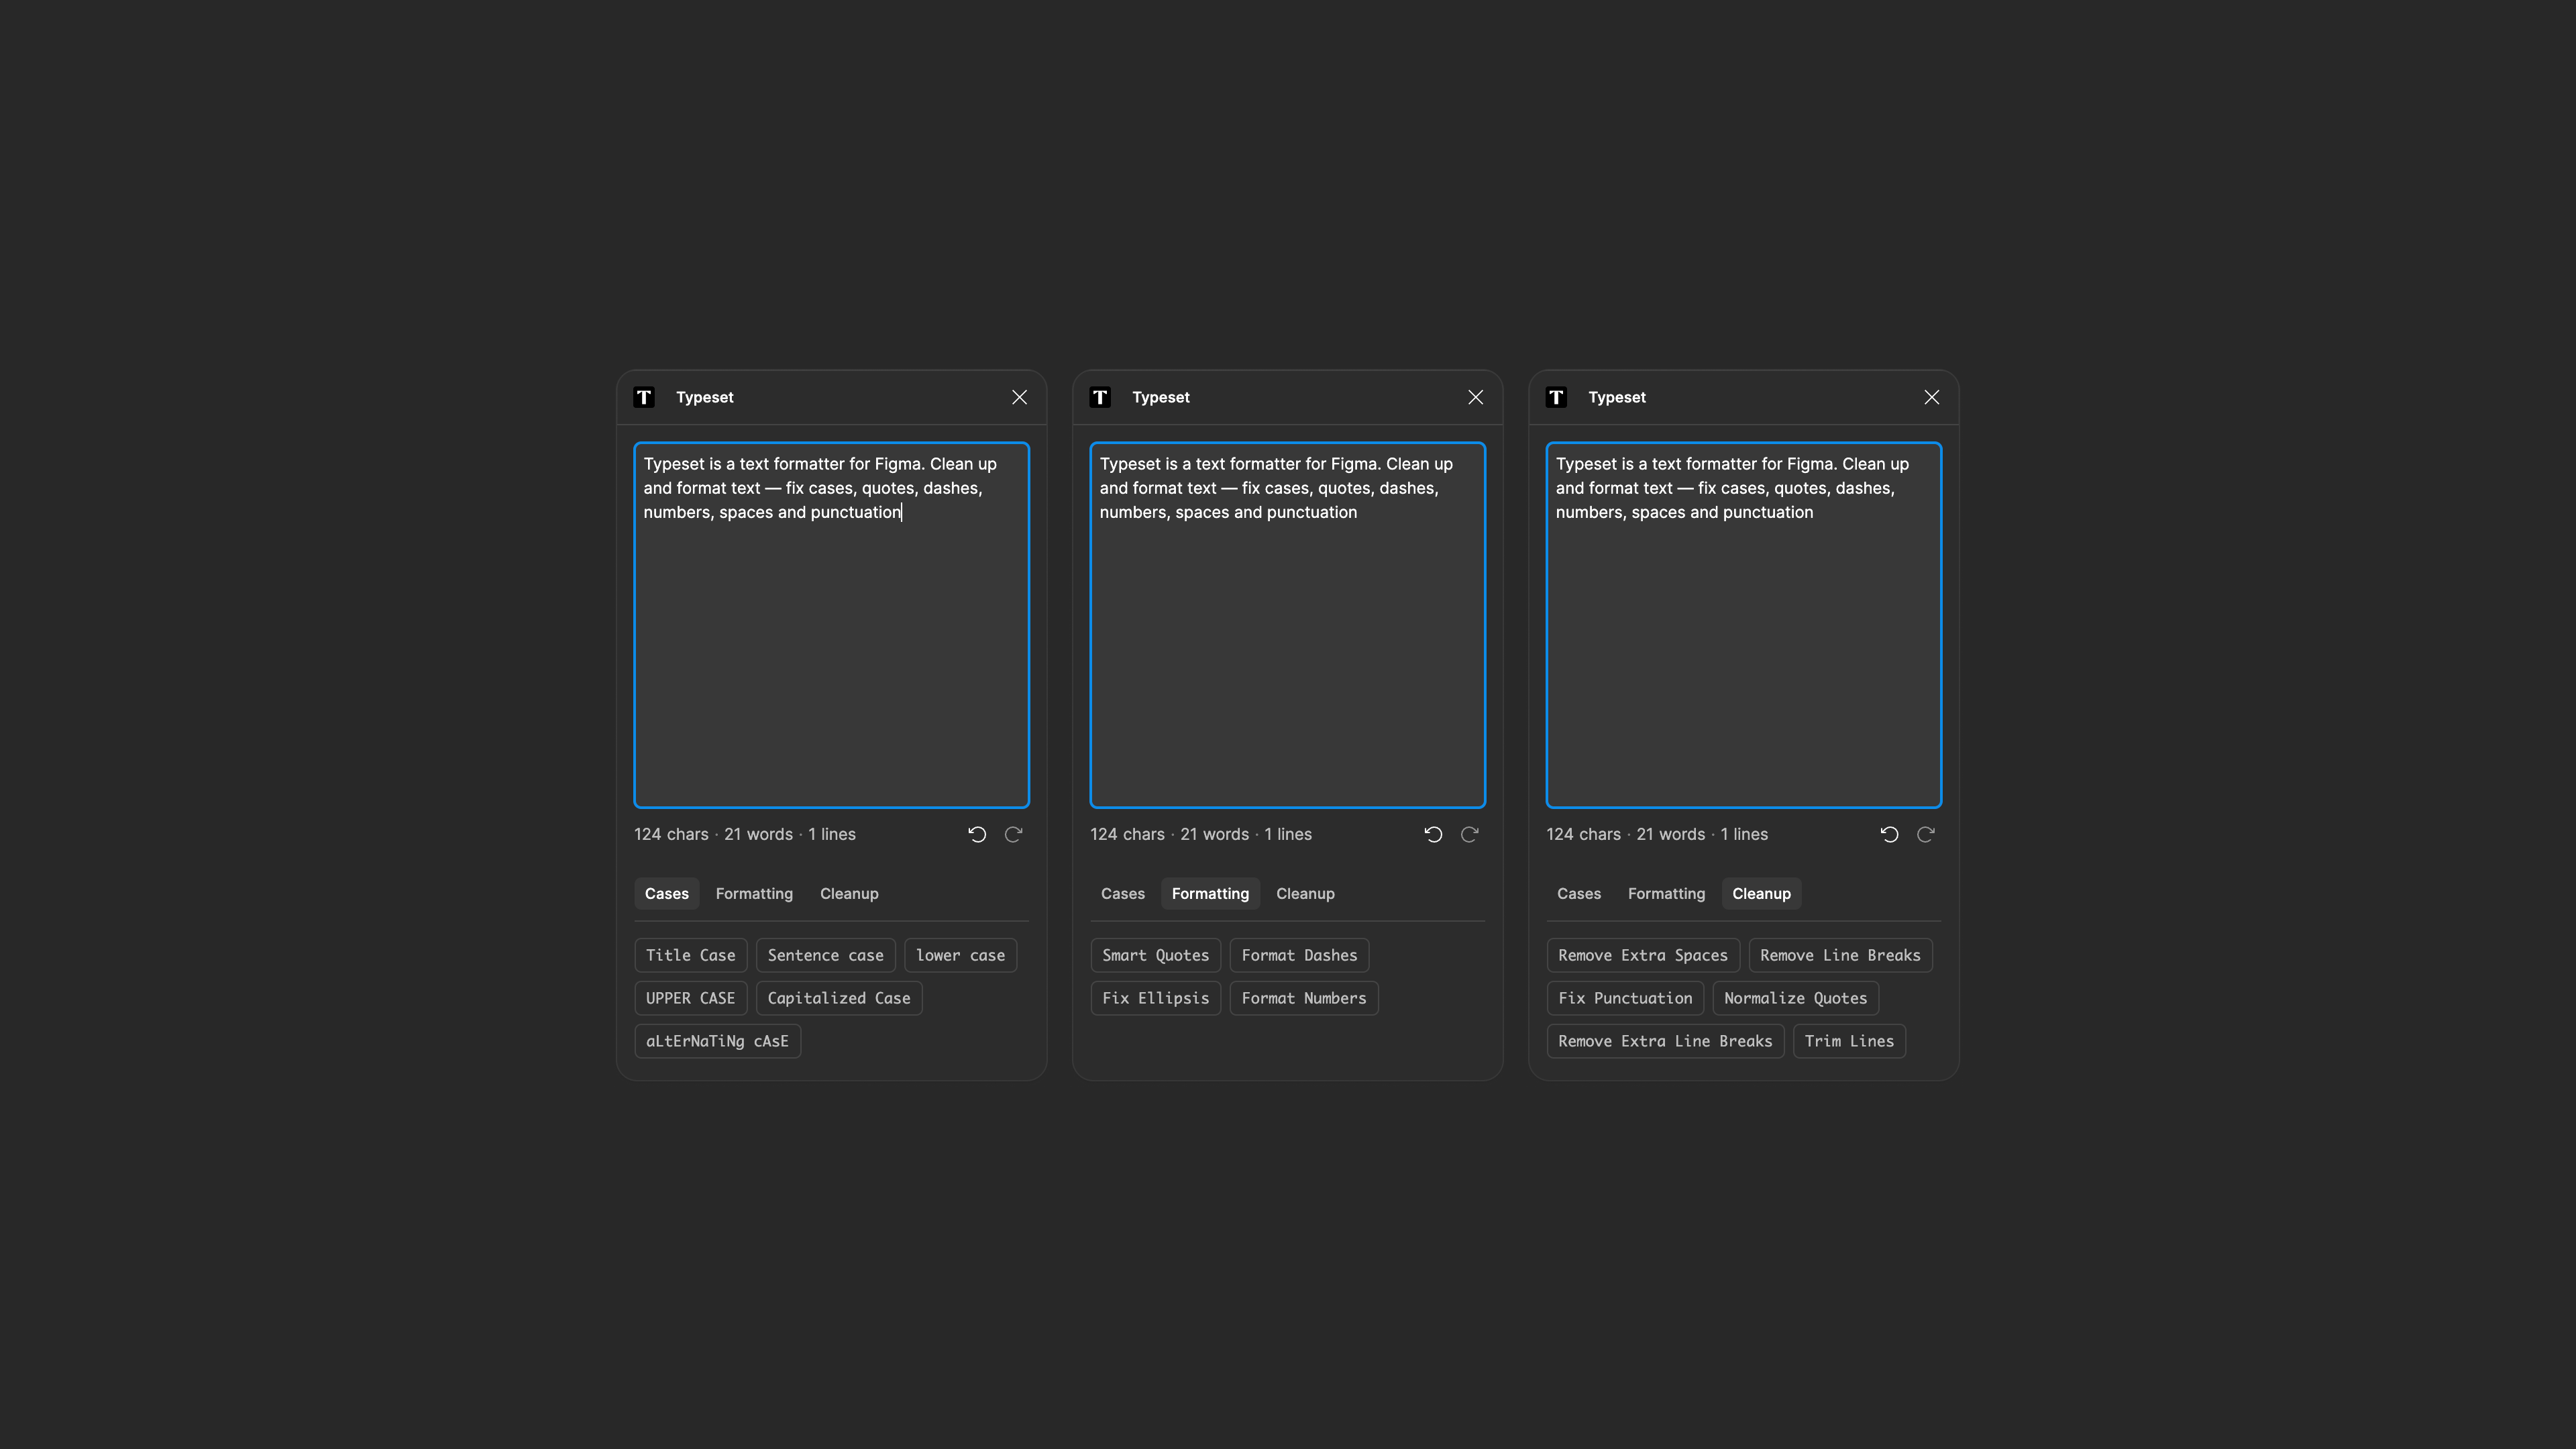 T Typeset
Typeset is a text formatter for Figma. Clean up
and format text — fix cases, quotes, dashes,
numbers, spaces and punctuation
124 chars · 21 words · 1 lines
Cases Formatting Cleanup
Title Case Sentence case lower case
UPPER CASE Capitalized Case
aLtErNaTiNg cAsE
T Typeset
Typeset is a text formatter for Figma. Clean up
and format text — fix cases, quotes, dashes,
numbers, spaces and punctuation
124 chars · 21 words · 1 lines
Cases Formatting Cleanup
Smart Quotes Format Dashes
Fix Ellipsis Format Numbers
T Typeset
Typeset is a text formatter for Figma. Clean up
and format text — fix cases, quotes, dashes,
numbers, spaces and punctuation
124 chars · 21 words · 1 lines
Cases Formatting Cleanup
Remove Extra Spaces Remove Line Breaks
Fix Punctuation Normalize Quotes
Remove Extra Line Breaks Trim Lines